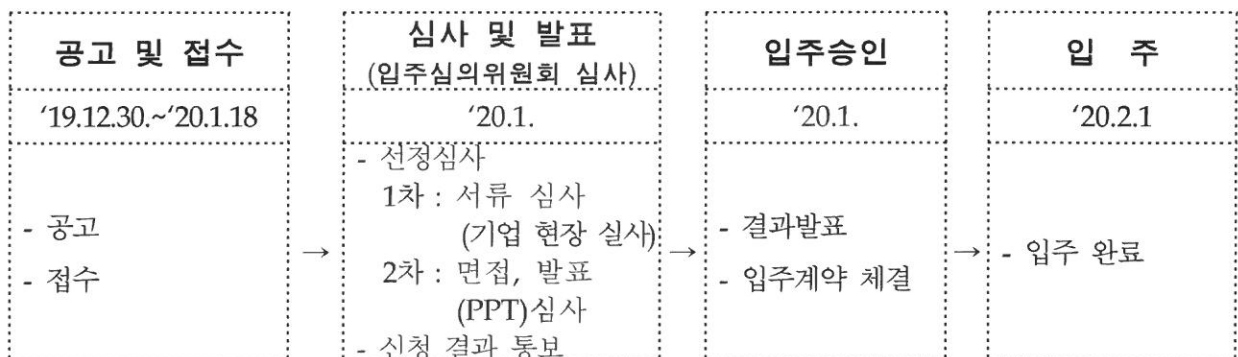 공고 및 접수
'19.12.30.~'20.1.18
- 공고
- 접수
→
심사 및 발표
(입주심의위원회 심사)
'20.1.
- 선정심사
1차 : 서류 심사
(기업 현장 실사)
2차 : 면접, 발표
(PPT)심사
- 신청 결과 통보
→
입주승인
'20.1.
- 결과발표
- 입주계약 체결
→
입 주
'20.2.1
- 입주 완료